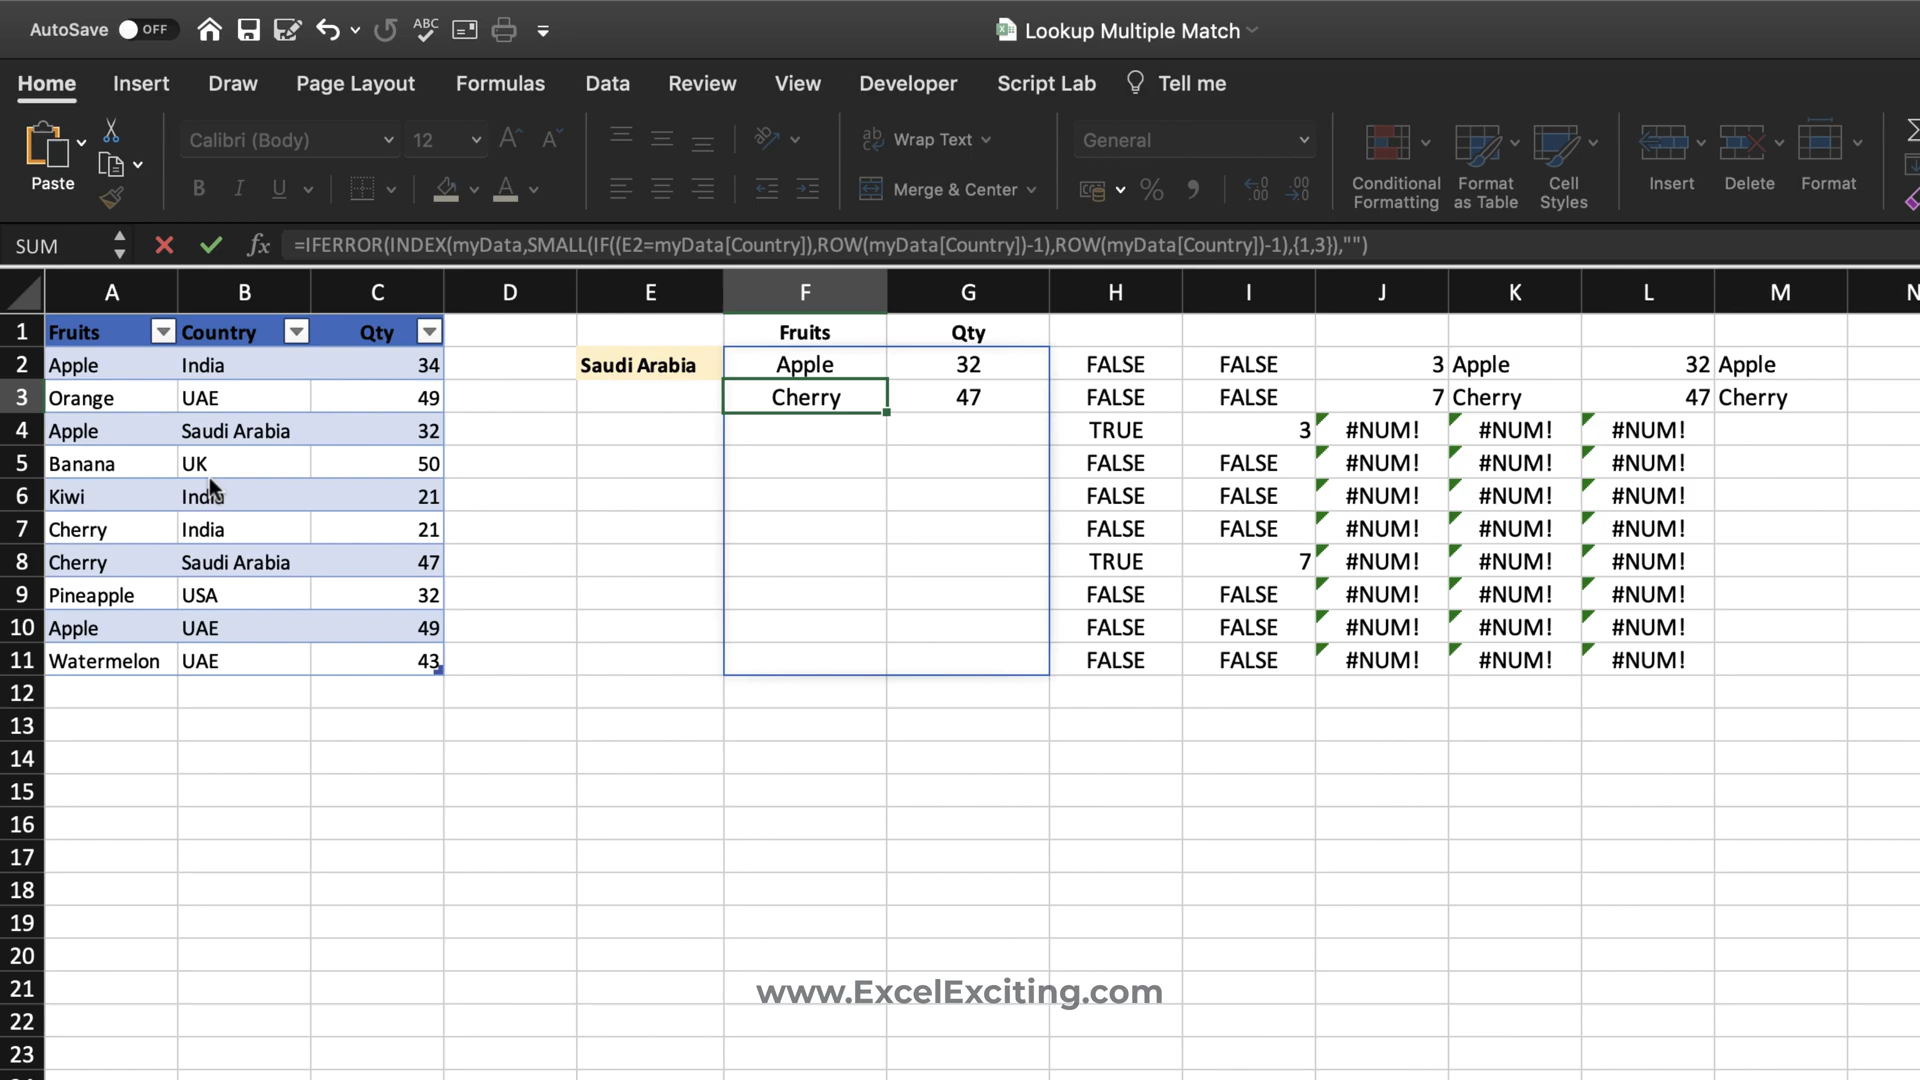 AutoSave OFF ABC Lookup Multiple Match
Home Insert Draw Page Layout Formulas Data Review View Developer Script Lab Tell me
Paste Calibri (Body) 12 A A ab Wrap Text General
B I U A Merge & Center % Conditional Formatting Format as Table Cell Styles Insert Delete Format
SUM fx =IFERROR(INDEX(myData,SMALL(IF((E2=myData[Country]),ROW(myData[Country])-1),ROW(myData[Country])-1),{1,3}),"")
A B C D E F G H I J K L M N
1 Fruits Country Qty Fruits Qty
2 Apple India 34 Saudi Arabia Apple 32 FALSE FALSE 3 Apple 32 Apple
3 Orange UAE 49 Cherry 47 FALSE FALSE 7 Cherry 47 Cherry
4 Apple Saudi Arabia 32 TRUE 3 #NUM! #NUM! #NUM!
5 Banana UK 50 FALSE FALSE #NUM! #NUM! #NUM!
6 Kiwi India 21 FALSE FALSE #NUM! #NUM! #NUM!
7 Cherry India 21 FALSE FALSE #NUM! #NUM! #NUM!
8 Cherry Saudi Arabia 47 TRUE 7 #NUM! #NUM! #NUM!
9 Pineapple USA 32 FALSE FALSE #NUM! #NUM! #NUM!
10 Apple UAE 49 FALSE FALSE #NUM! #NUM! #NUM!
11 Watermelon UAE 43 FALSE FALSE #NUM! #NUM! #NUM!
12
13
14
15
16
17
18
19
20
21 www.ExcelExciting.com
22
23